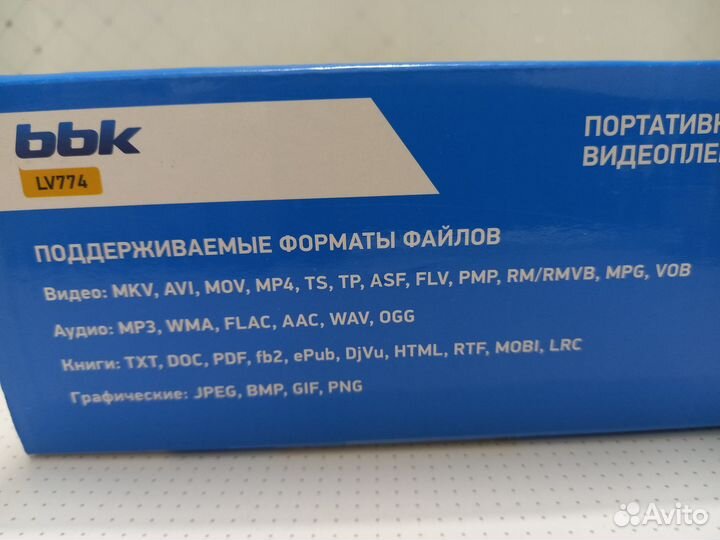 bbk
LV774
ПОРТАТИВН
ВИДЕОПЛЕ
ПОДДЕРЖИВАЕМЫЕ ФОРМАТЫ ФАЙЛОВ
Видео: MKV, AVI, MOV, MP4, TS, TP, ASF, FLV, PMP, RM/RMVB, MPG, VOB
Аудио: MP3, WMA, FLAC, AAC, WAV, OGG
Книги: TXT, DOC, PDF, fb2, ePub, DjVu, HTML, RTF, MOBI, LRC
Графические: JPEG, BMP, GIF, PNG
Avito